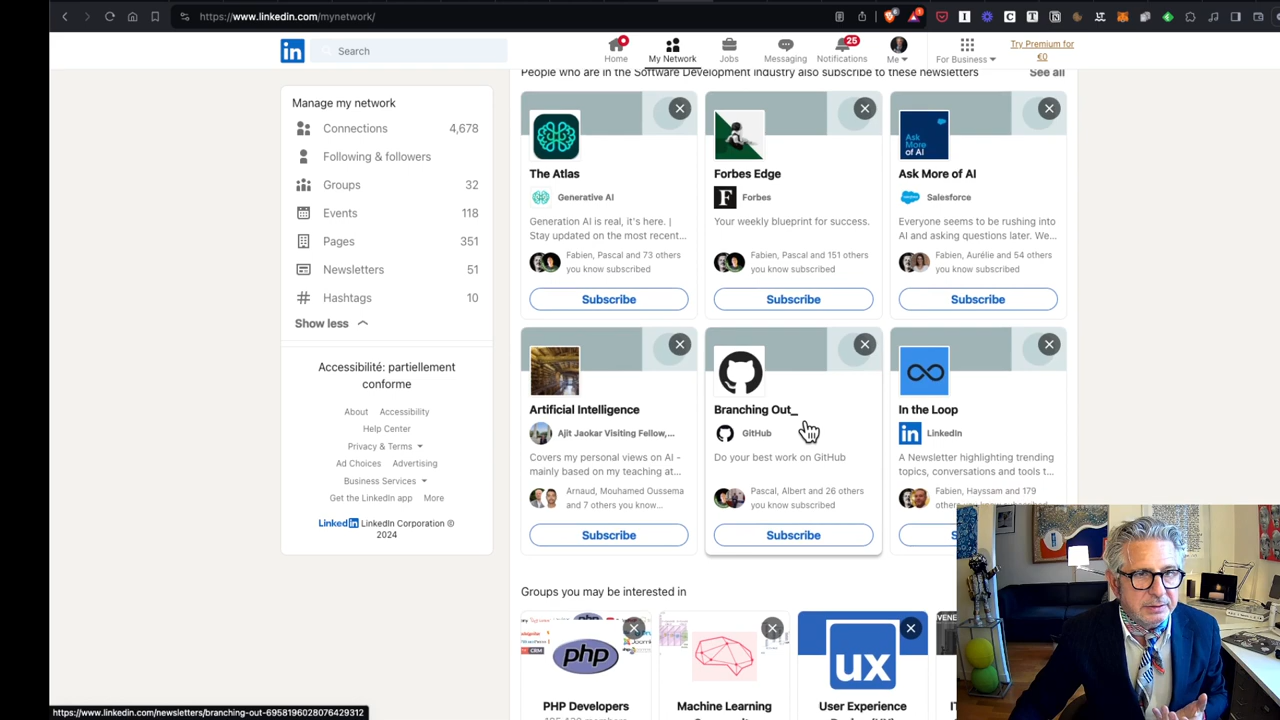 https://www.linkedin.com/mynetwork/
in
Search
Home
My Network
Jobs
Messaging
25
Notifications
Me
For Business
Try Premium for
€0
People who are in the Software Development industry also subscribe to these newsletters
See all
Manage my network
Connections 4,678
Following & followers
Groups 32
Events 118
Pages 351
Newsletters 51
Hashtags 10
Show less
Accessibilité: partiellement
conforme
About Accessibility
Help Center
Privacy & Terms
Ad Choices Advertising
Business Services
Get the LinkedIn app More
LinkedIn LinkedIn Corporation ©
2024
The Atlas
Generative AI
Generation AI is real, it's here. |
Stay updated on the most recent...
Fabien, Pascal and 73 others
you know subscribed
Subscribe
Forbes Edge
F
Forbes
Your weekly blueprint for success.
Fabien, Pascal and 151 others
you know subscribed
Subscribe
Ask
More
of AI
Ask More of AI
Salesforce
Everyone seems to be rushing into
AI and asking questions later. We...
Fabien, Aurélie and 54 others
you know subscribed
Subscribe
Artificial Intelligence
Ajit Jaokar Visiting Fellow,...
Covers my personal views on AI -
mainly based on my teaching at...
Arnaud, Mouhamed Oussema
and 7 others you know...
Subscribe
Branching Out_
GitHub
Do your best work on GitHub
Pascal, Albert and 26 others
you know subscribed
Subscribe
In the Loop
in
LinkedIn
A Newsletter highlighting trending
topics, conversations and tools t...
Fabien, Hayssam and 179
Groups you may be interested in
php
CRM
PHP Developers
Machine Learning
ux
User Experience
https://www.linkedin.com/newsletters/branching-out-6958196028076429312